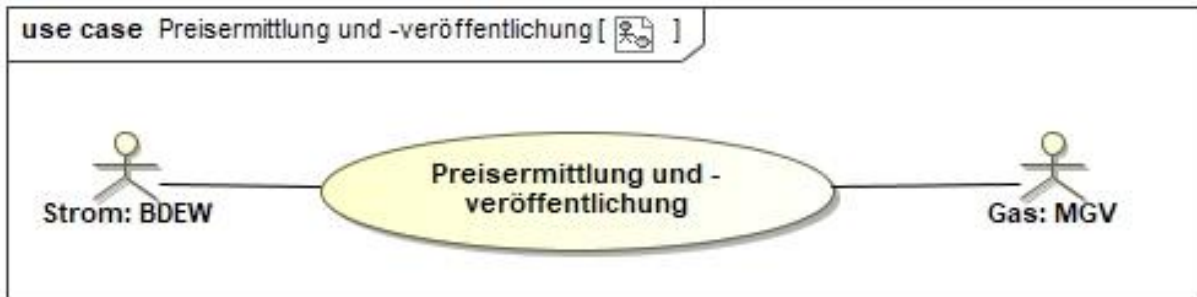 use case Preisermittlung und -veröffentlichung [ ]
Preisermittlung und -
veröffentlichung
Strom: BDEW
Gas: MGV